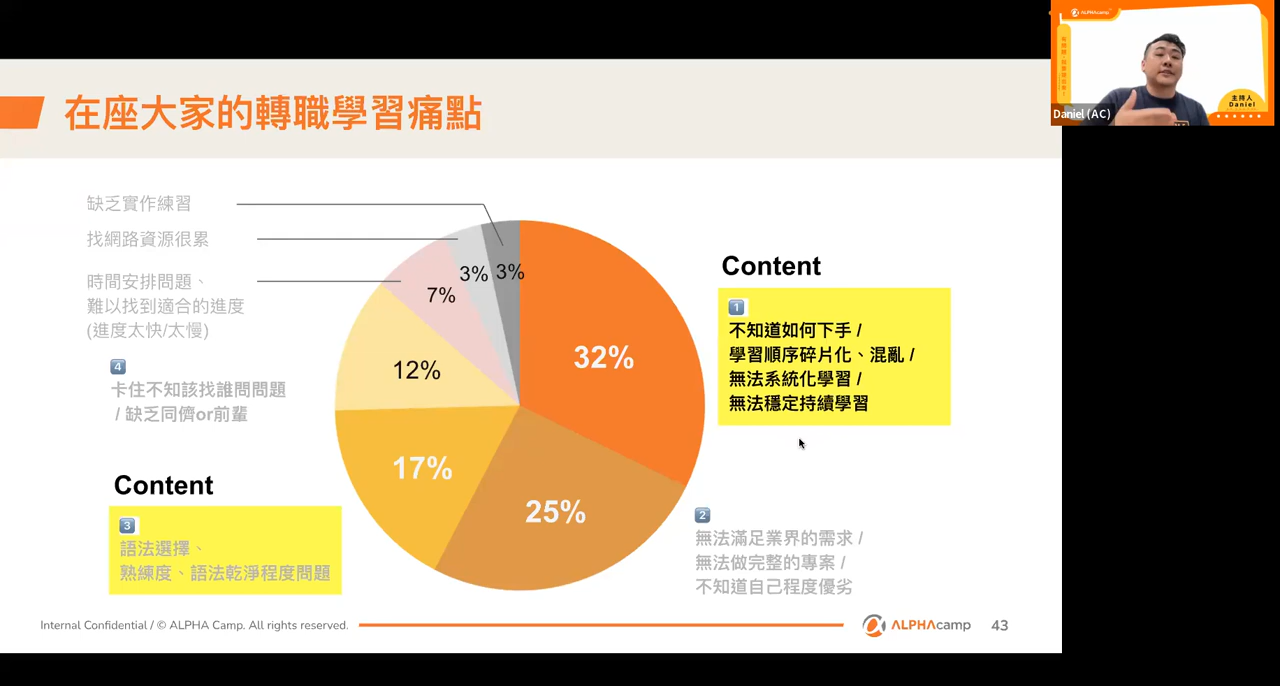 在座大家的轉職學習痛點
缺乏實作練習
找網路資源很累
時間安排問題、
難以找到適合的進度
(進度太快/太慢)
4
卡住不知該找誰問問題
/ 缺乏同儕or前輩
Content
3
語法選擇、
熟練度、語法乾淨程度問題
3%
3%
7%
12%
17%
25%
32%
Content
1
不知道如何下手 /
學習順序碎片化、混亂 /
無法系統化學習 /
無法穩定持續學習
2
無法滿足業界的需求 /
無法做完整的專案 /
不知道自己程度優劣
Internal Confidential / © ALPHA Camp. All rights reserved.
ALPHAcamp
43
ALPHAcamp
主持人
Daniel
Daniel (AC)